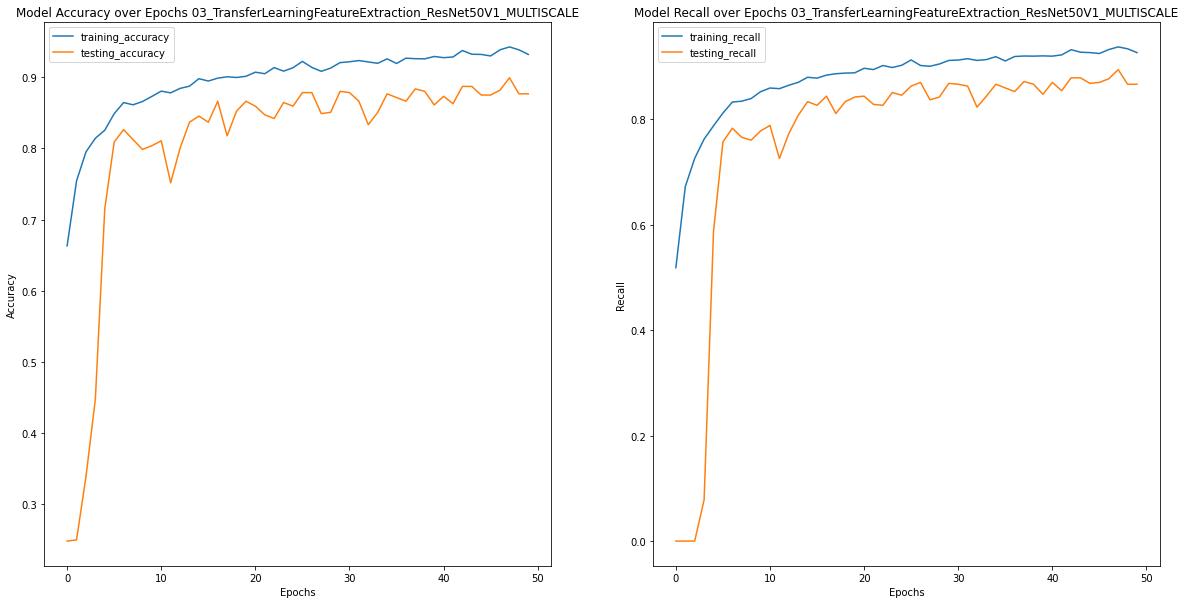 Model Accuracy over Epochs 03_TransferLearningFeatureExtraction_ResNet50V1_MULTISCALE
training_accuracy
testing_accuracy
0.9
0.8
0.7
0.6
0.5
0.4
0.3
Accuracy
0 10 20 30 40 50
Epochs
Model Recall over Epochs 03_TransferLearningFeatureExtraction_ResNet50V1_MULTISCALE
training_recall
testing_recall
0.8
0.6
0.4
0.2
0.0
Recall
0 10 20 30 40 50
Epochs